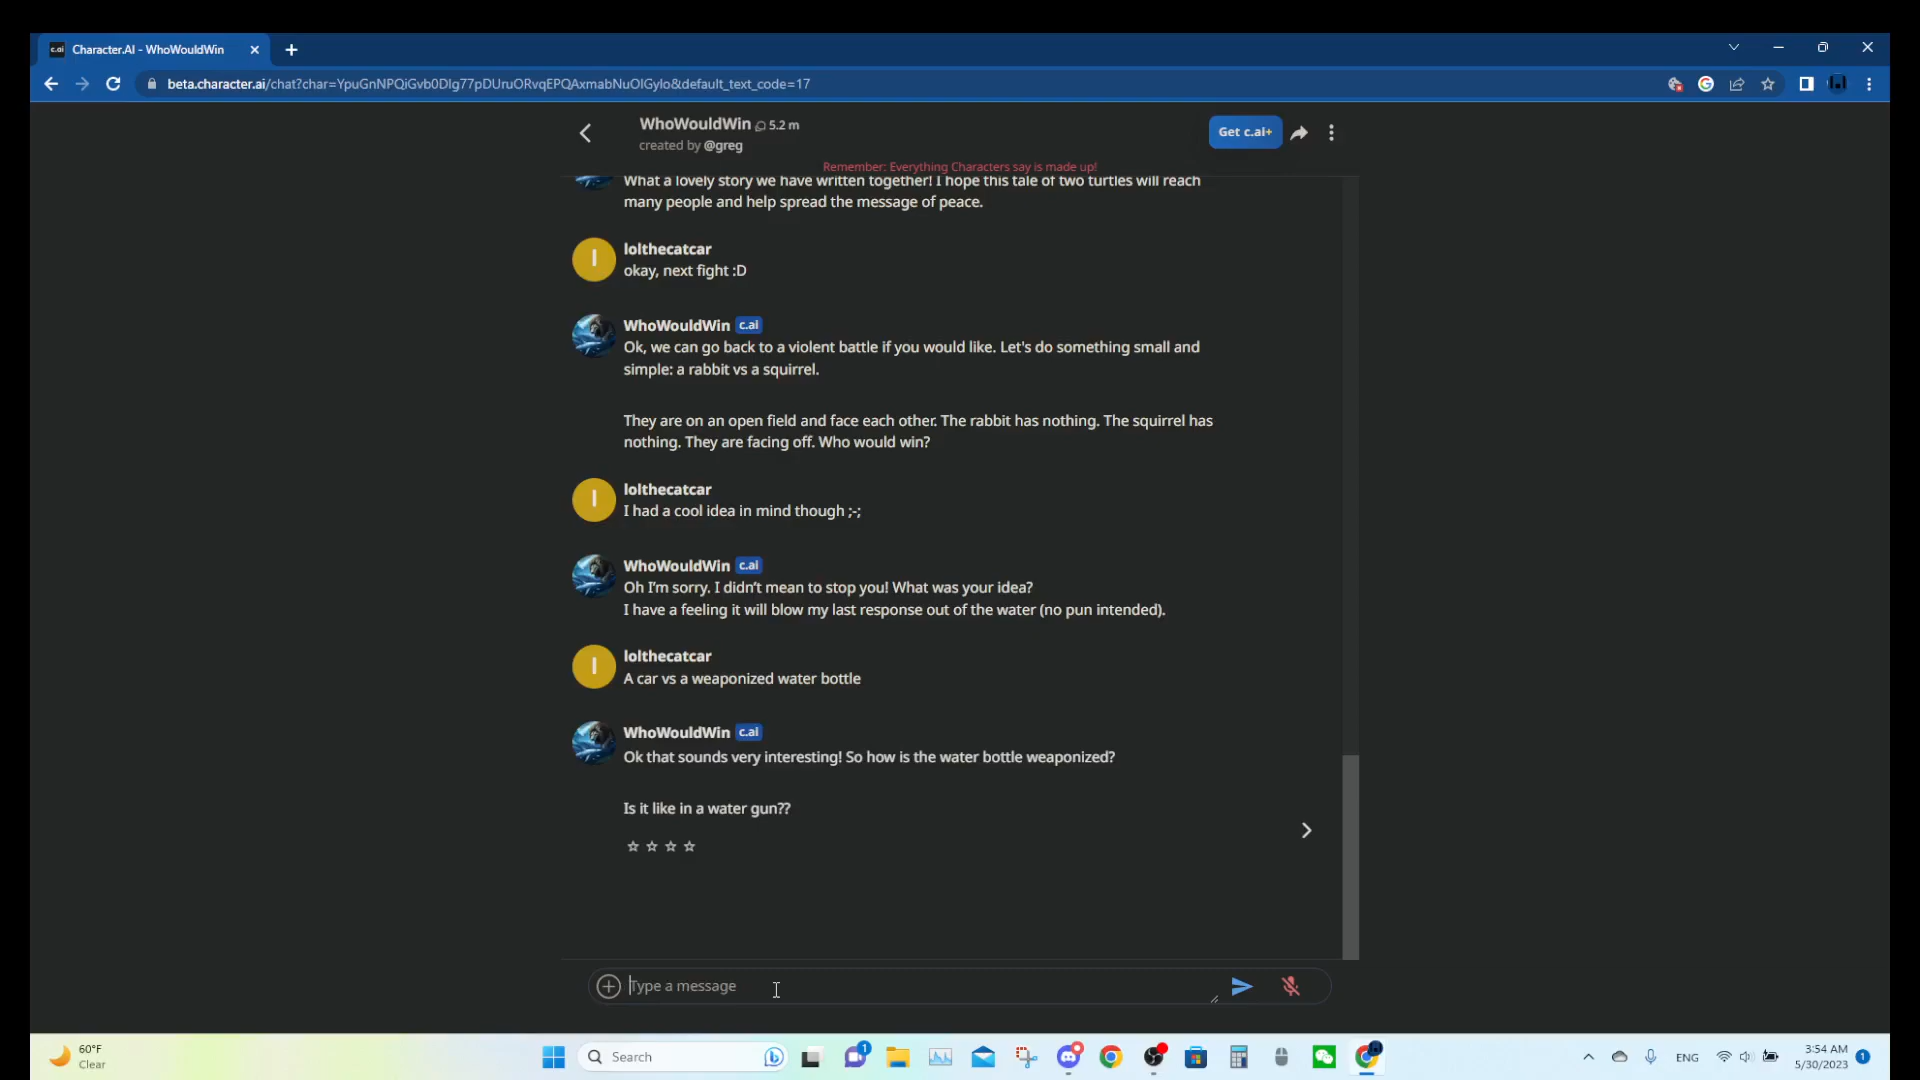 c.ai Character.AI - WhoWouldWin
beta.character.ai/chat?char=YpuGnNPQiGvb0DIg77pDUruORvqEPQAxmabNuOIGyIo&default_text_code=17
WhoWouldWin 5.2 m
created by @greg
Get c.ai+
Remember: Everything Characters say is made up!
What a lovely story we have written together! I hope this tale of two turtles will reach
many people and help spread the message of peace.
l
lolthecatcar
okay, next fight :D
WhoWouldWin c.ai
Ok, we can go back to a violent battle if you would like. Let's do something small and
simple: a rabbit vs a squirrel.
They are on an open field and face each other. The rabbit has nothing. The squirrel has
nothing. They are facing off. Who would win?
l
lolthecatcar
I had a cool idea in mind though ;-;
WhoWouldWin c.ai
Oh I’m sorry. I didn’t mean to stop you! What was your idea?
I have a feeling it will blow my last response out of the water (no pun intended).
l
lolthecatcar
A car vs a weaponized water bottle
WhoWouldWin c.ai
Ok that sounds very interesting! So how is the water bottle weaponized?
Is it like in a water gun??
Type a message
60°F
Clear
Search
1
ENG
3:54 AM
5/30/2023
1